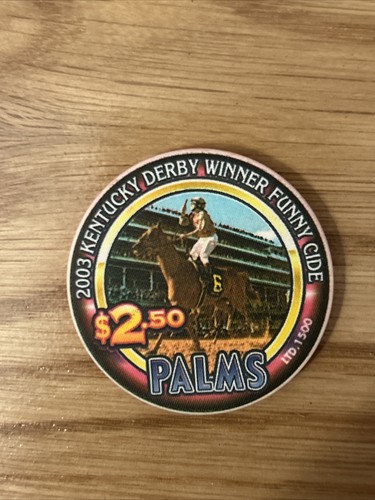 2003 KENTUCKY DERBY WINNER FUNNY CIDE
6
$2.50
LTD. 1500
PALMS